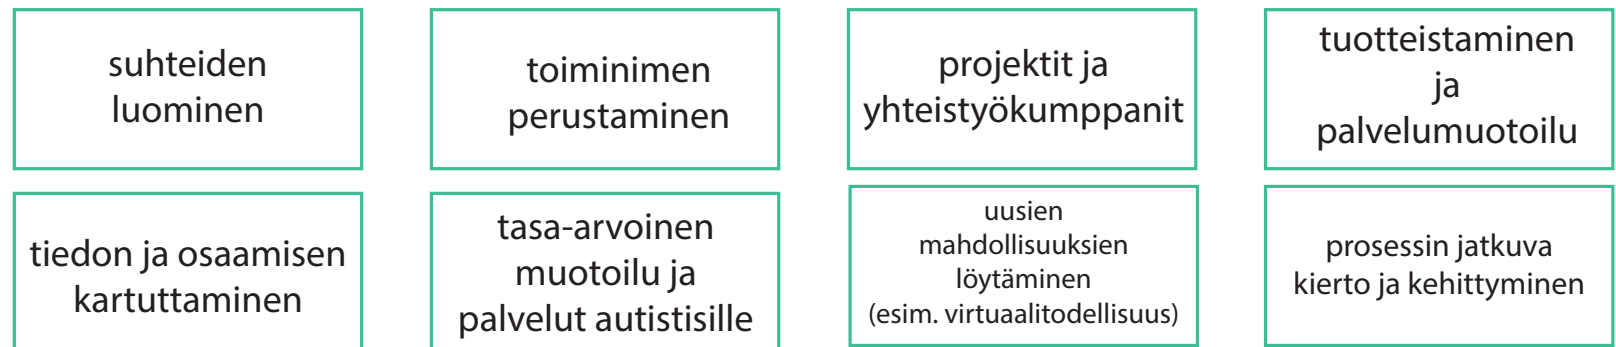 suhteiden
luominen
toiminimen
perustaminen
projektit ja
yhteistyökumppanit
tuotteistaminen
ja
palvelumuotoilu
tiedon ja osaamisen
kartuttaminen
tasa-arvoinen
muotoilu ja
palvelut autistisille
uusien
mahdollisuuksien
löytäminen
(esim. virtuaalitodellisuus)
prosessin jatkuva
kierto ja kehittyminen